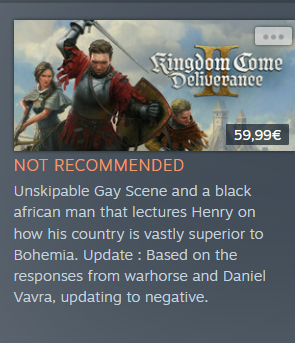 Kingdom Come
Deliverance
II
59,99€
NOT RECOMMENDED
Unskipable Gay Scene and a black
african man that lectures Henry on
how his country is vastly superior to
Bohemia. Update : Based on the
responses from warhorse and Daniel
Vavra, updating to negative.